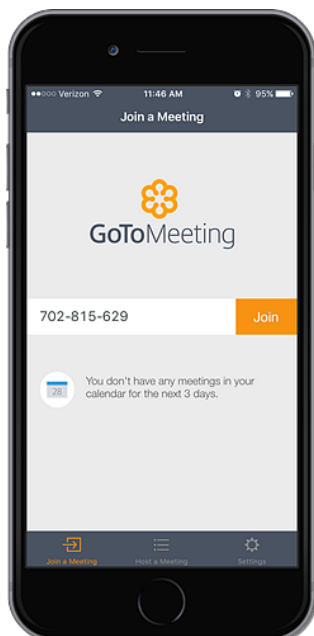 Verizon 11:46 AM 95%
Join a Meeting
GoToMeeting
702-815-629 Join
You don't have any meetings in your
calendar for the next 3 days.
28
Join a Meeting Host a Meeting Settings